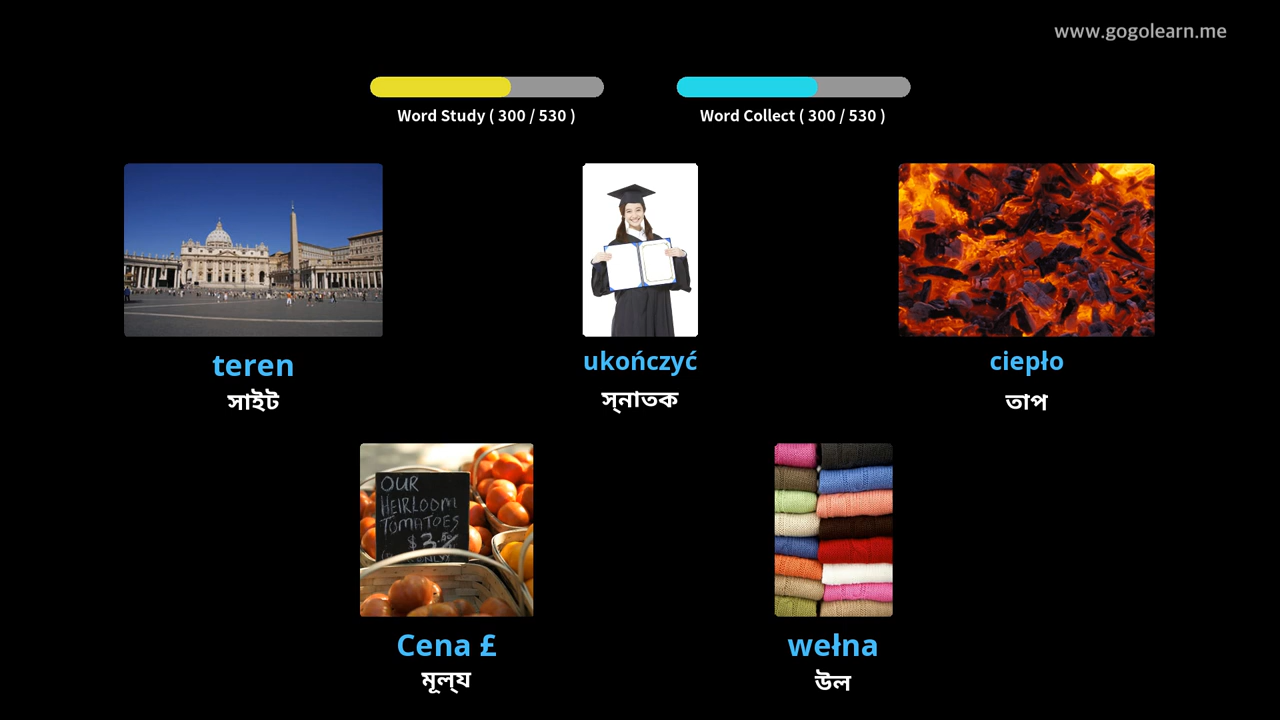 www.gogolearn.me
Word Study ( 300 / 530 )
Word Collect ( 300 / 530 )
teren
সাইট
ukończyć
স্নাতক
ciepło
তাপ
OUR
HEIRLOOM
TOMATOES
Cena £
মূল্য
wełna
উল